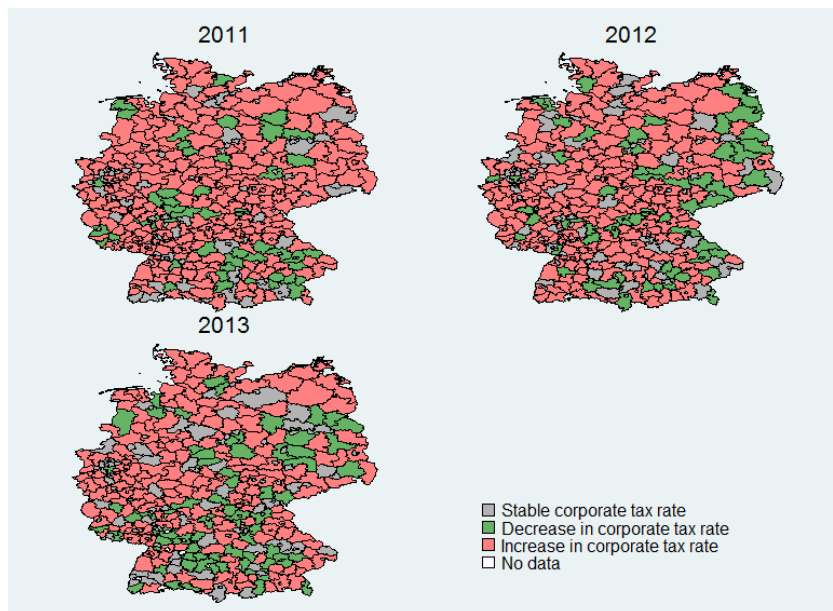 2011
2012
2013
Stable corporate tax rate
Decrease in corporate tax rate
Increase in corporate tax rate
No data